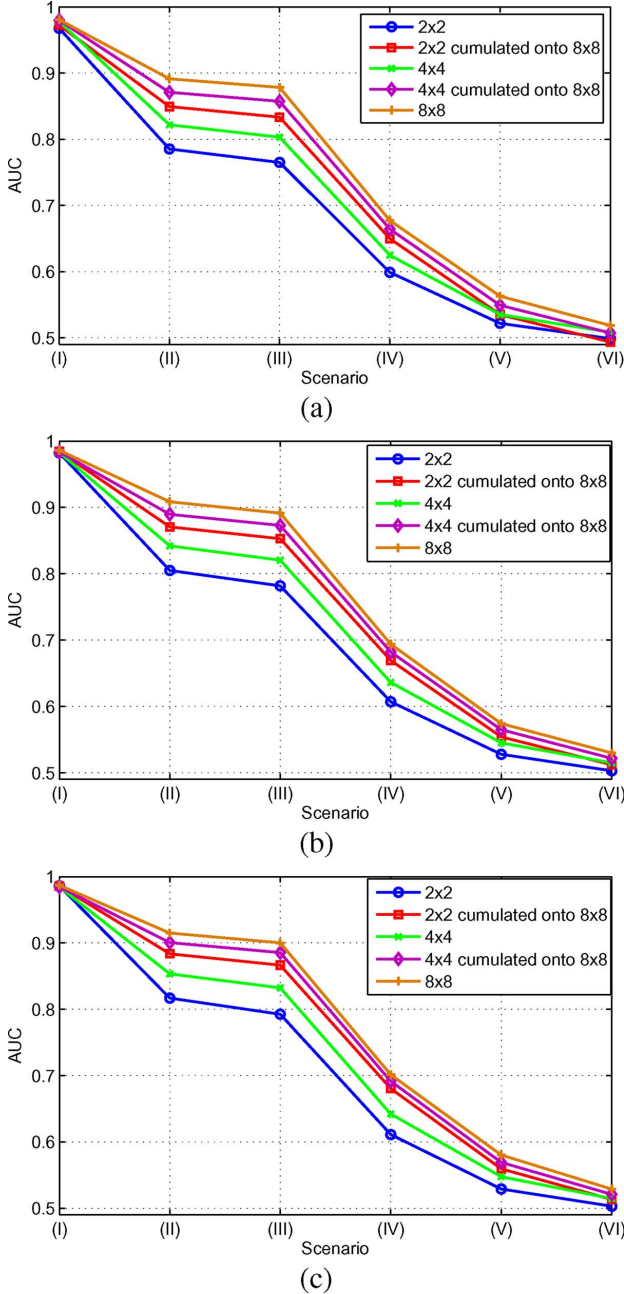 1
0.9
0.8
0.7
0.6
0.5
AUC
2x2
2x2 cumulated onto 8x8
4x4
4x4 cumulated onto 8x8
8x8
(I) (II) (III) (IV) (V) (VI)
Scenario
(a)
1
0.9
0.8
0.7
0.6
0.5
AUC
2x2
2x2 cumulated onto 8x8
4x4
4x4 cumulated onto 8x8
8x8
(I) (II) (III) (IV) (V) (VI)
Scenario
(b)
1
0.9
0.8
0.7
0.6
0.5
AUC
2x2
2x2 cumulated onto 8x8
4x4
4x4 cumulated onto 8x8
8x8
(I) (II) (III) (IV) (V) (VI)
Scenario
(c)